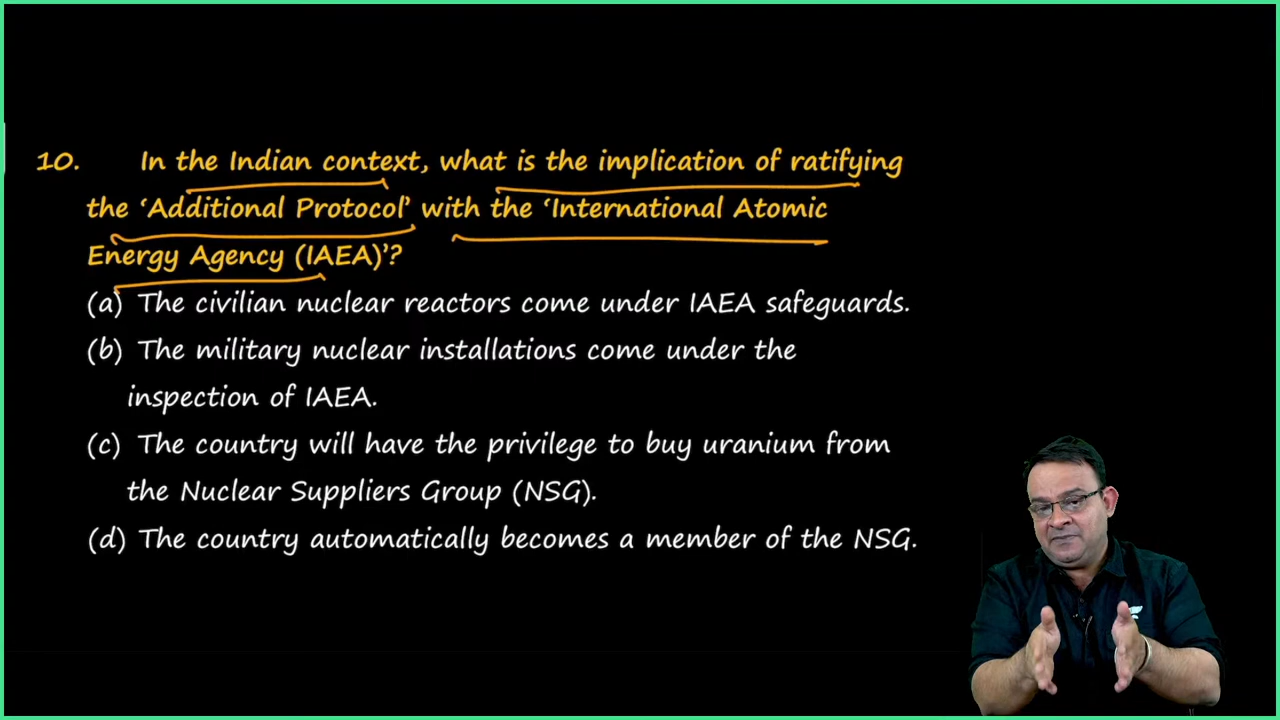 10. In the Indian context, what is the implication of ratifying
the ‘Additional Protocol’ with the ‘International Atomic
Energy Agency (IAEA)’?
(a) The civilian nuclear reactors come under IAEA safeguards.
(b) The military nuclear installations come under the
inspection of IAEA.
(c) The country will have the privilege to buy uranium from
the Nuclear Suppliers Group (NSG).
(d) The country automatically becomes a member of the NSG.